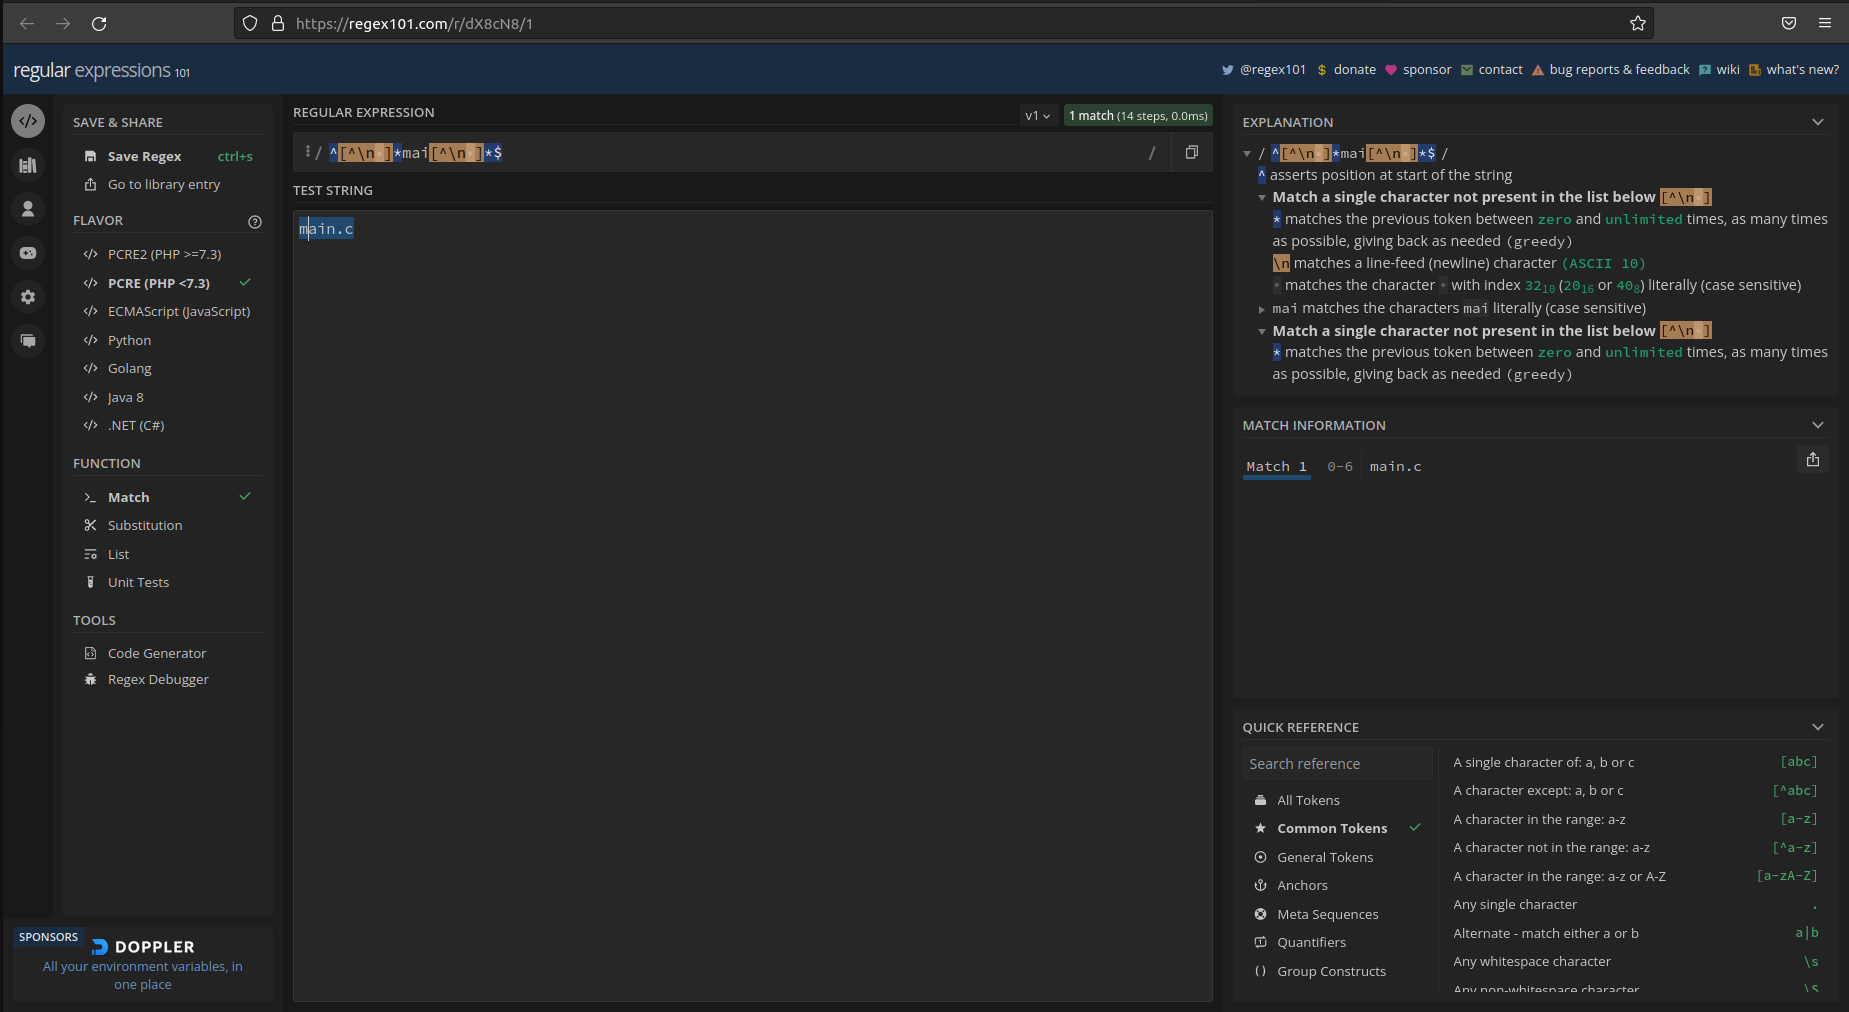 https://regex101.com/r/dX8cN8/1
regular expressions 101
@regex101
donate
sponsor
contact
bug reports & feedback
wiki
what's new?
SAVE & SHARE
Save Regex ctrl+s
Go to library entry
FLAVOR
PCRE2 (PHP >=7.3)
PCRE (PHP <7.3)
ECMAScript (JavaScript)
Python
Golang
Java 8
.NET (C#)
FUNCTION
Match
Substitution
List
Unit Tests
TOOLS
Code Generator
Regex Debugger
SPONSORS
DOPPLER
All your environment variables, in
one place
REGULAR EXPRESSION
v1
1 match (14 steps, 0.0ms)
/ ^[^\n·]*mai[^\n·]*$ /
TEST STRING
main.c
EXPLANATION
/ ^[^\n·]*mai[^\n·]*$ /
^ asserts position at start of the string
Match a single character not present in the list below [^\n·]
* matches the previous token between zero and unlimited times, as many times
as possible, giving back as needed (greedy)
\n matches a line-feed (newline) character (ASCII 10)
· matches the character · with index 32₁₀ (20₁₆ or 40₈) literally (case sensitive)
mai matches the characters mai literally (case sensitive)
Match a single character not present in the list below [^\n·]
* matches the previous token between zero and unlimited times, as many times
as possible, giving back as needed (greedy)
MATCH INFORMATION
Match 1 0-6 main.c
QUICK REFERENCE
Search reference
All Tokens
Common Tokens
General Tokens
Anchors
Meta Sequences
Quantifiers
Group Constructs
A single character of: a, b or c [abc]
A character except: a, b or c [^abc]
A character in the range: a-z [a-z]
A character not in the range: a-z [^a-z]
A character in the range: a-z or A-Z [a-zA-Z]
Any single character .
Alternate - match either a or b a|b
Any whitespace character \s
Any non-whitespace character \S